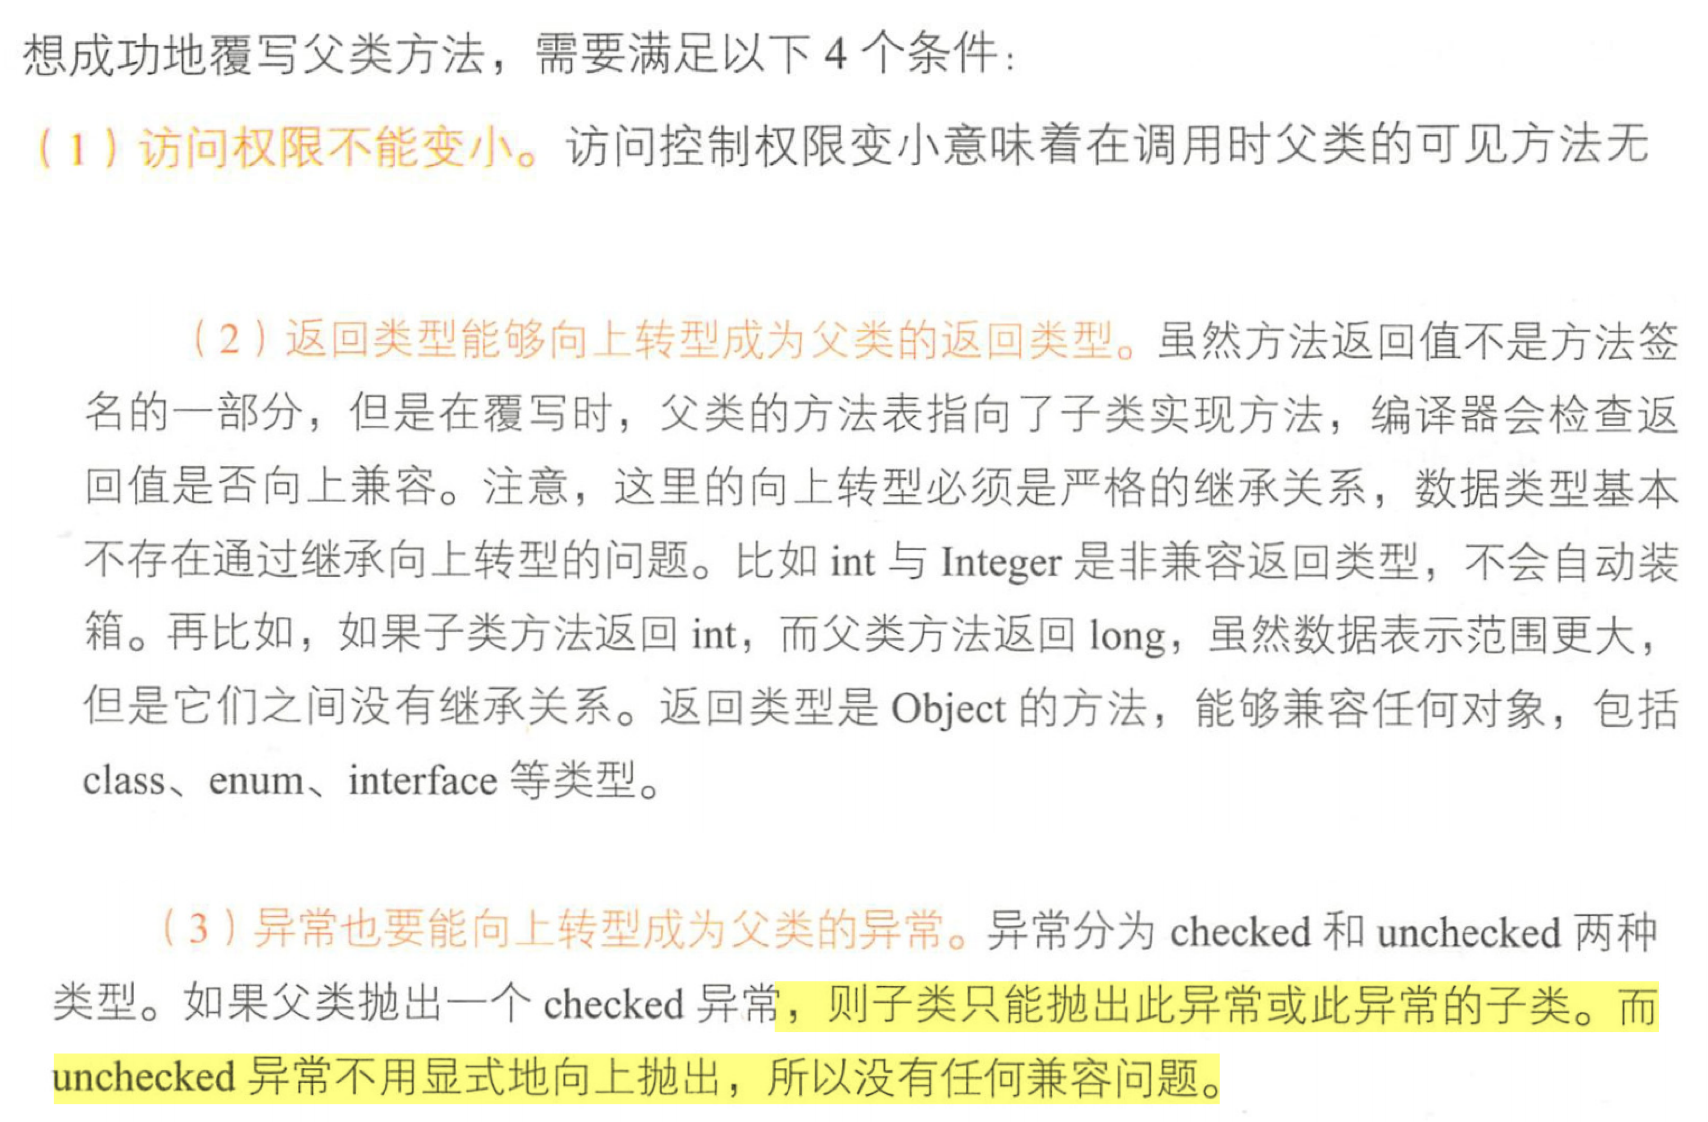 想成功地覆写父类方法，需要满足以下 4 个条件：
（1）访问权限不能变小。访问控制权限变小意味着在调用时父类的可见方法无
（2）返回类型能够向上转型成为父类的返回类型。虽然方法返回值不是方法签
名的一部分，但是在覆写时，父类的方法表指向了子类实现方法，编译器会检查返
回值是否向上兼容。注意，这里的向上转型必须是严格的继承关系，数据类型基本
不存在通过继承向上转型的问题。比如 int 与 Integer 是非兼容返回类型，不会自动装
箱。再比如，如果子类方法返回 int，而父类方法返回 long，虽然数据表示范围更大，
但是它们之间没有继承关系。返回类型是 Object 的方法，能够兼容任何对象，包括
class、enum、interface 等类型。
（3）异常也要能向上转型成为父类的异常。异常分为 checked 和 unchecked 两种
类型。如果父类抛出一个 checked 异常，则子类只能抛出此异常或此异常的子类。而
unchecked 异常不用显式地向上抛出，所以没有任何兼容问题。